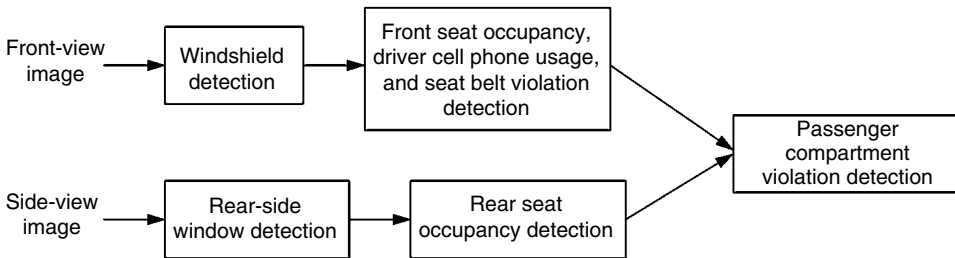 Front-view
image
Windshield
detection
Front seat occupancy,
driver cell phone usage,
and seat belt violation
detection
Passenger
compartment
violation detection
Side-view
image
Rear-side
window detection
Rear seat
occupancy detection